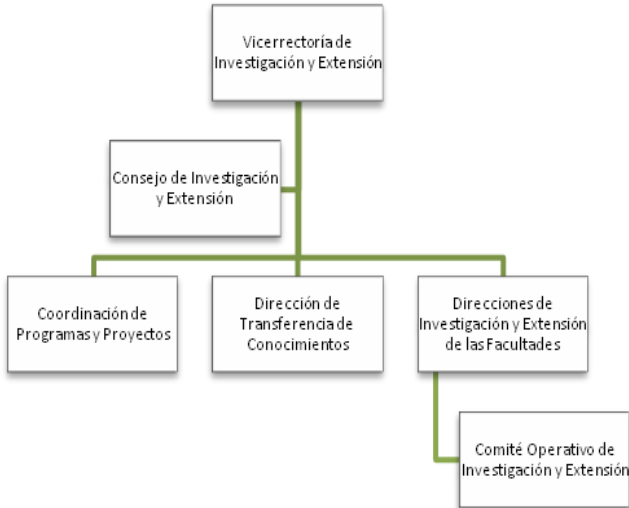 Vicerrectoría de
Investigación y Extensión
Consejo de Investigación
y Extensión
Coordinación de
Programas y Proyectos
Dirección de
Transferencia de
Conocimientos
Direcciones de
Investigación y Extensión
de las Facultades
Comité Operativo de
Investigación y Extensión